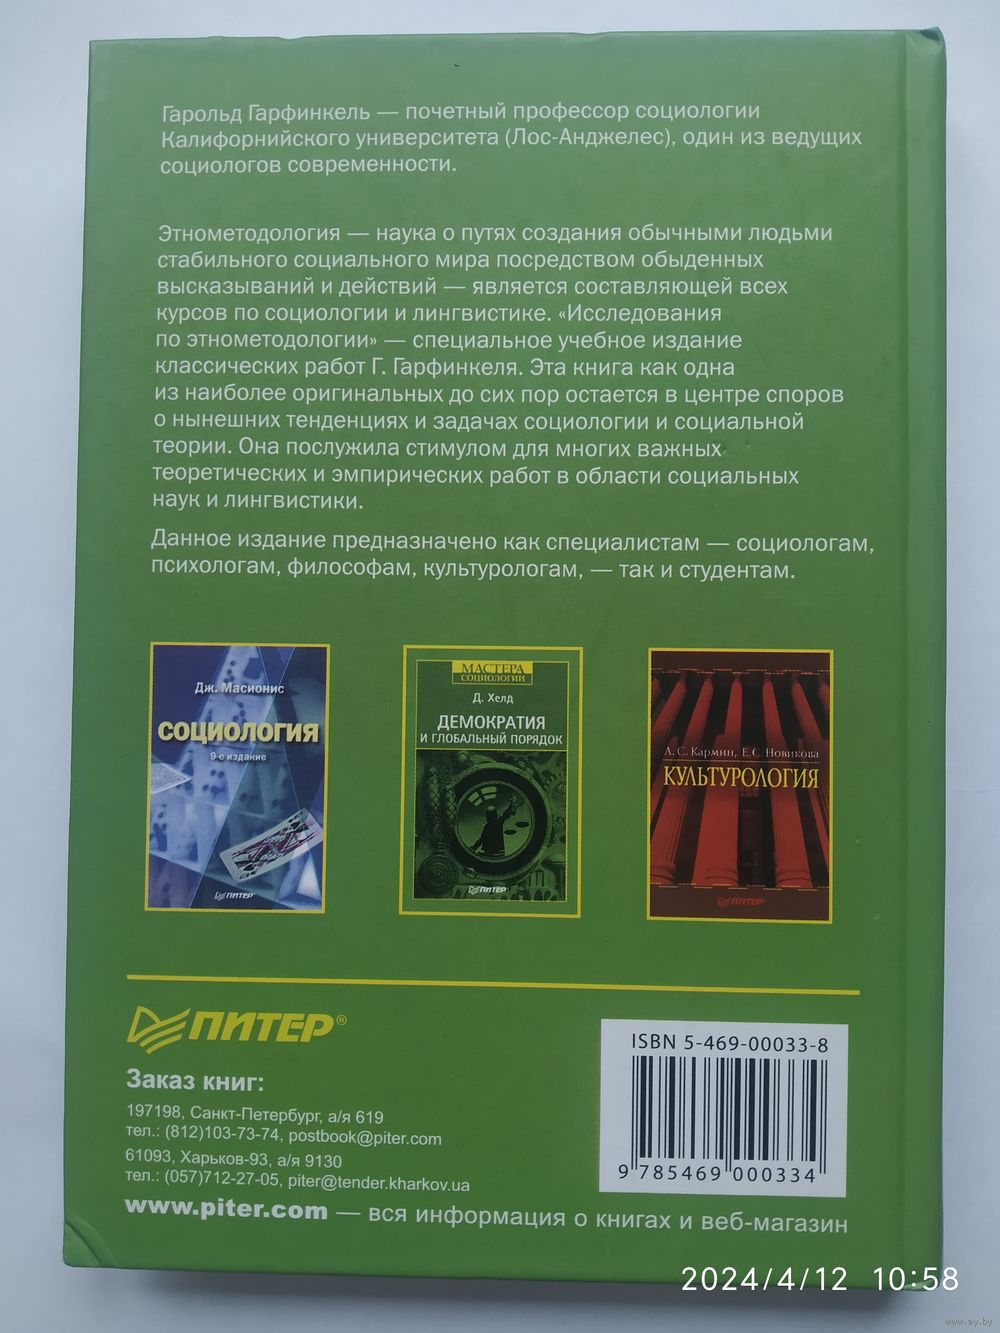 Гарольд Гарфинкель — почетный профессор социологии
Калифорнийского университета (Лос-Анджелес), один из ведущих
социологов современности.
Этнометодология — наука о путях создания обычными людьми
стабильного социального мира посредством обыденных
высказываний и действий — является составляющей всех
курсов по социологии и лингвистике. «Исследования
по этнометодологии» — специальное учебное издание
классических работ Г. Гарфинкеля. Эта книга как одна
из наиболее оригинальных до сих пор остается в центре споров
о нынешних тенденциях и задачах социологии и социальной
теории. Она послужила стимулом для многих важных
теоретических и эмпирических работ в области социальных
наук и лингвистики.
Данное издание предназначено как специалистам — социологам,
психологам, философам, культурологам, — так и студентам.
Дж. Масионис
СОЦИОЛОГИЯ
9-е издание
ПИТЕР
МАСТЕРА
СОЦИОЛОГИИ
Д. Хелд
ДЕМОКРАТИЯ
И ГЛОБАЛЬНЫЙ ПОРЯДОК
ПИТЕР
А. С. Кармин, Е. С. Новикова
КУЛЬТУРОЛОГИЯ
ПИТЕР
ПИТЕР®
Заказ книг:
197198, Санкт-Петербург, а/я 619
тел.: (812)103-73-74, postbook@piter.com
61093, Харьков-93, а/я 9130
тел.: (057)712-27-05, piter@tender.kharkov.ua
www.piter.com — вся информация о книгах и веб-магазин
ISBN 5-469-00033-8
9 785469 000334
2024/4/12 10:58
www.ay.by